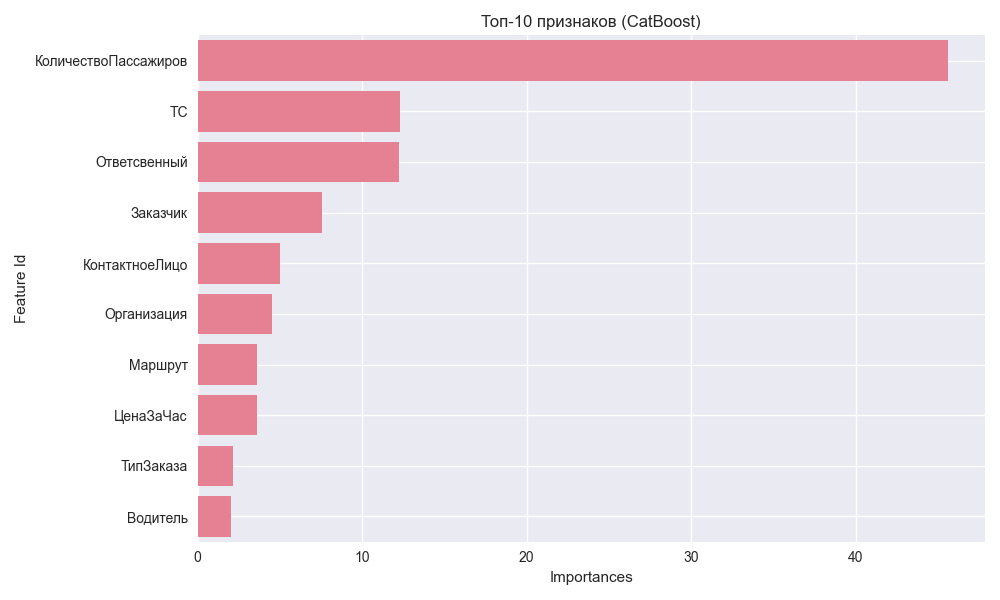 Топ-10 признаков (CatBoost)
КоличествоПассажиров
ТС
Ответсвенный
Заказчик
КонтактноеЛицо
Организация
Маршрут
ЦенаЗаЧас
ТипЗаказа
Водитель
Feature Id
0 10 20 30 40
Importances